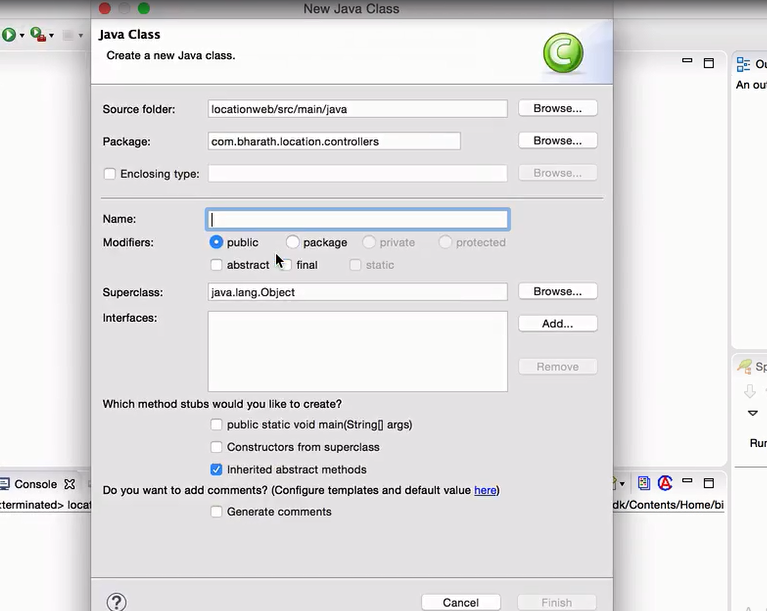 New Java Class
Java Class
Create a new Java class.
Source folder: locationweb/src/main/java Browse...
Package: com.bharath.location.controllers Browse...
Enclosing type: Browse...
Name:
Modifiers: public package private protected
abstract final static
Superclass: java.lang.Object Browse...
Interfaces: Add...
Remove
Which method stubs would you like to create?
public static void main(String[] args)
Constructors from superclass
Inherited abstract methods
Do you want to add comments? (Configure templates and default value here)
Generate comments
? Cancel Finish
Ou
An out
Sp
Run
Console
terminated> locat
dk/Contents/Home/bi